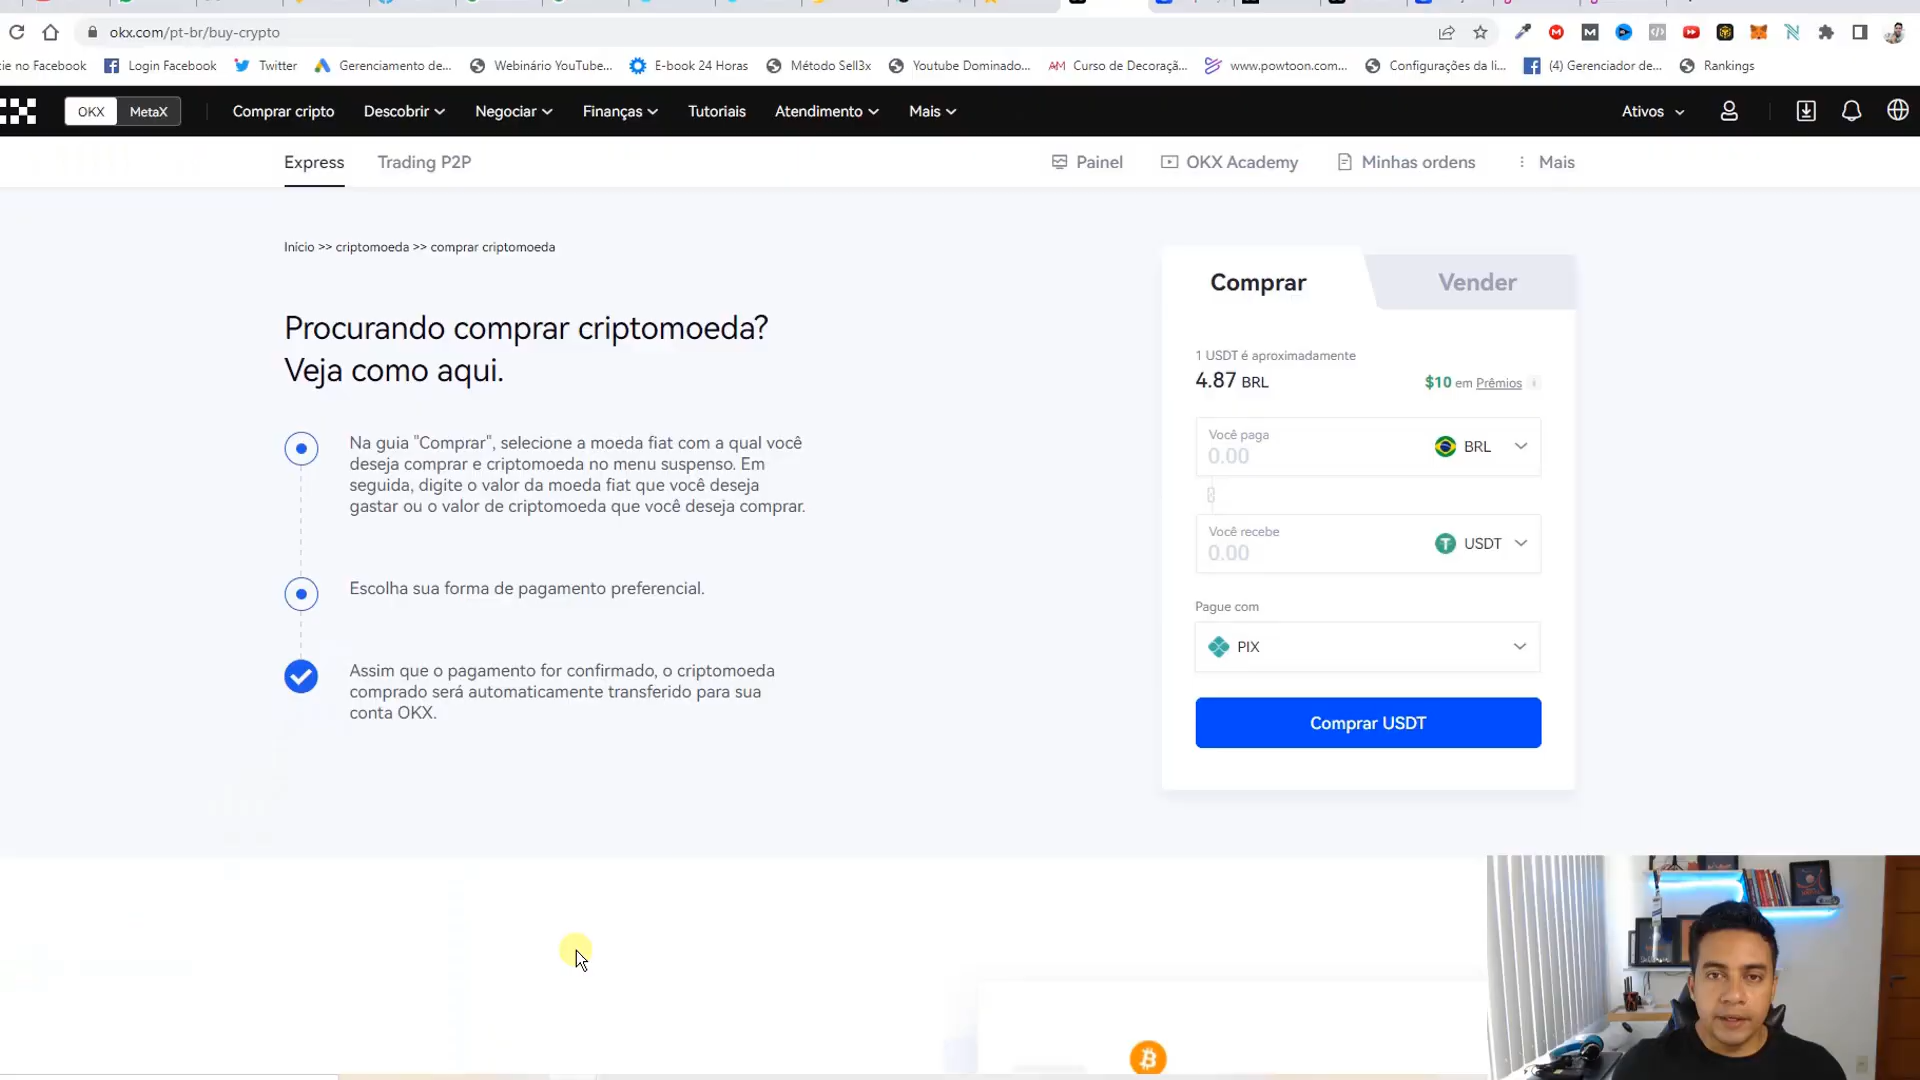 okx.com/pt-br/buy-crypto
ie no Facebook Login Facebook Twitter Gerenciamento de... Webinário YouTube... E-book 24 Horas Método Sell3x Youtube Dominado... AM Curso de Decoraçã... www.powtoon.com... Configurações da li... (4) Gerenciador de... Rankings
OKX MetaX Comprar cripto Descobrir Negociar Finanças Tutoriais Atendimento Mais Ativos
Express Trading P2P Painel OKX Academy Minhas ordens Mais
Início >> criptomoeda >> comprar criptomoeda
Procurando comprar criptomoeda?
Veja como aqui.
Na guia "Comprar", selecione a moeda fiat com a qual você
deseja comprar e criptomoeda no menu suspenso. Em
seguida, digite o valor da moeda fiat que você deseja
gastar ou o valor de criptomoeda que você deseja comprar.
Escolha sua forma de pagamento preferencial.
Assim que o pagamento for confirmado, o criptomoeda
comprado será automaticamente transferido para sua
conta OKX.
Comprar Vender
1 USDT é aproximadamente
4.87 BRL $10 em Prêmios
Você paga
0.00 BRL
Você recebe
0.00 USDT
Pague com
PIX
Comprar USDT